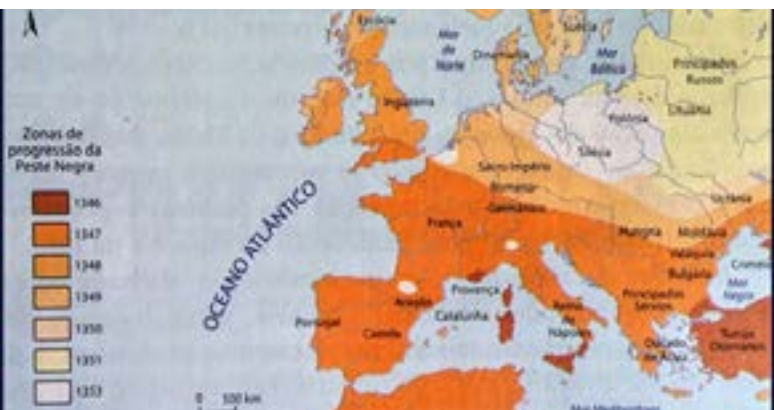 Escócia
Mar
do
Norte
Dinamarca
Suécia
Mar
Báltico
Principados
Russos
Lituânia
Polónia
Inglaterra
Silésia
Sacro Império
Romano-
Germânico
Ucrânia
Zonas de
progressão da
Peste Negra
1346
1347
1348
1349
1350
1351
1353
OCEANO ATLÂNTICO
França
Hungria
Moldávia
Valáquia
Bulgária
Crimeia
Mar
Negro
Provença
Aragão
Catalunha
Portugal
Castela
Reino
de
Nápoles
Principados
Sérvios
Ducado
de Atenas
Turcos
Otomanos
0 500 km
Mar Mediterrâneo